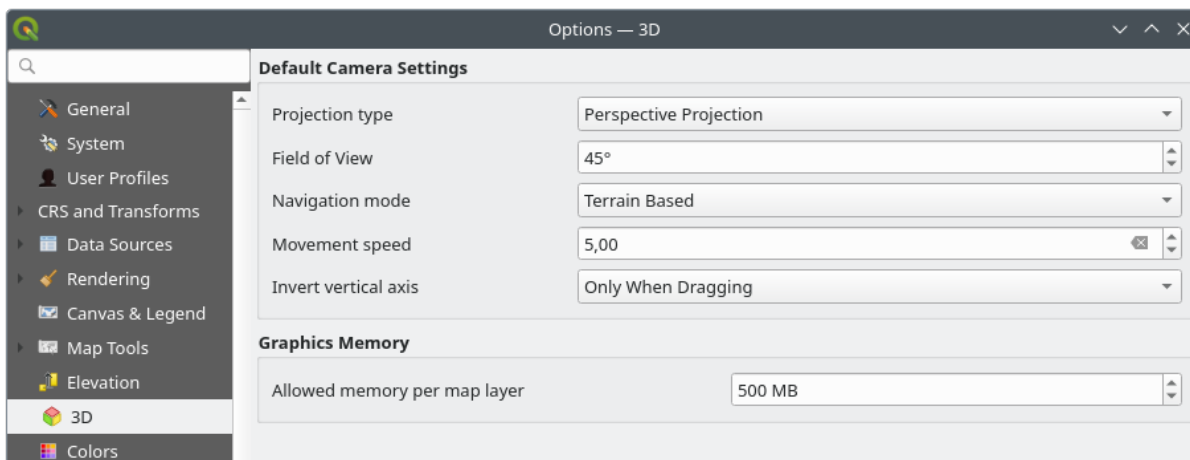 Options — 3D
General
System
User Profiles
CRS and Transforms
Data Sources
Rendering
Canvas & Legend
Map Tools
Elevation
3D
Colors
Default Camera Settings
Projection type Perspective Projection
Field of View 45°
Navigation mode Terrain Based
Movement speed 5,00
Invert vertical axis Only When Dragging
Graphics Memory
Allowed memory per map layer 500 MB